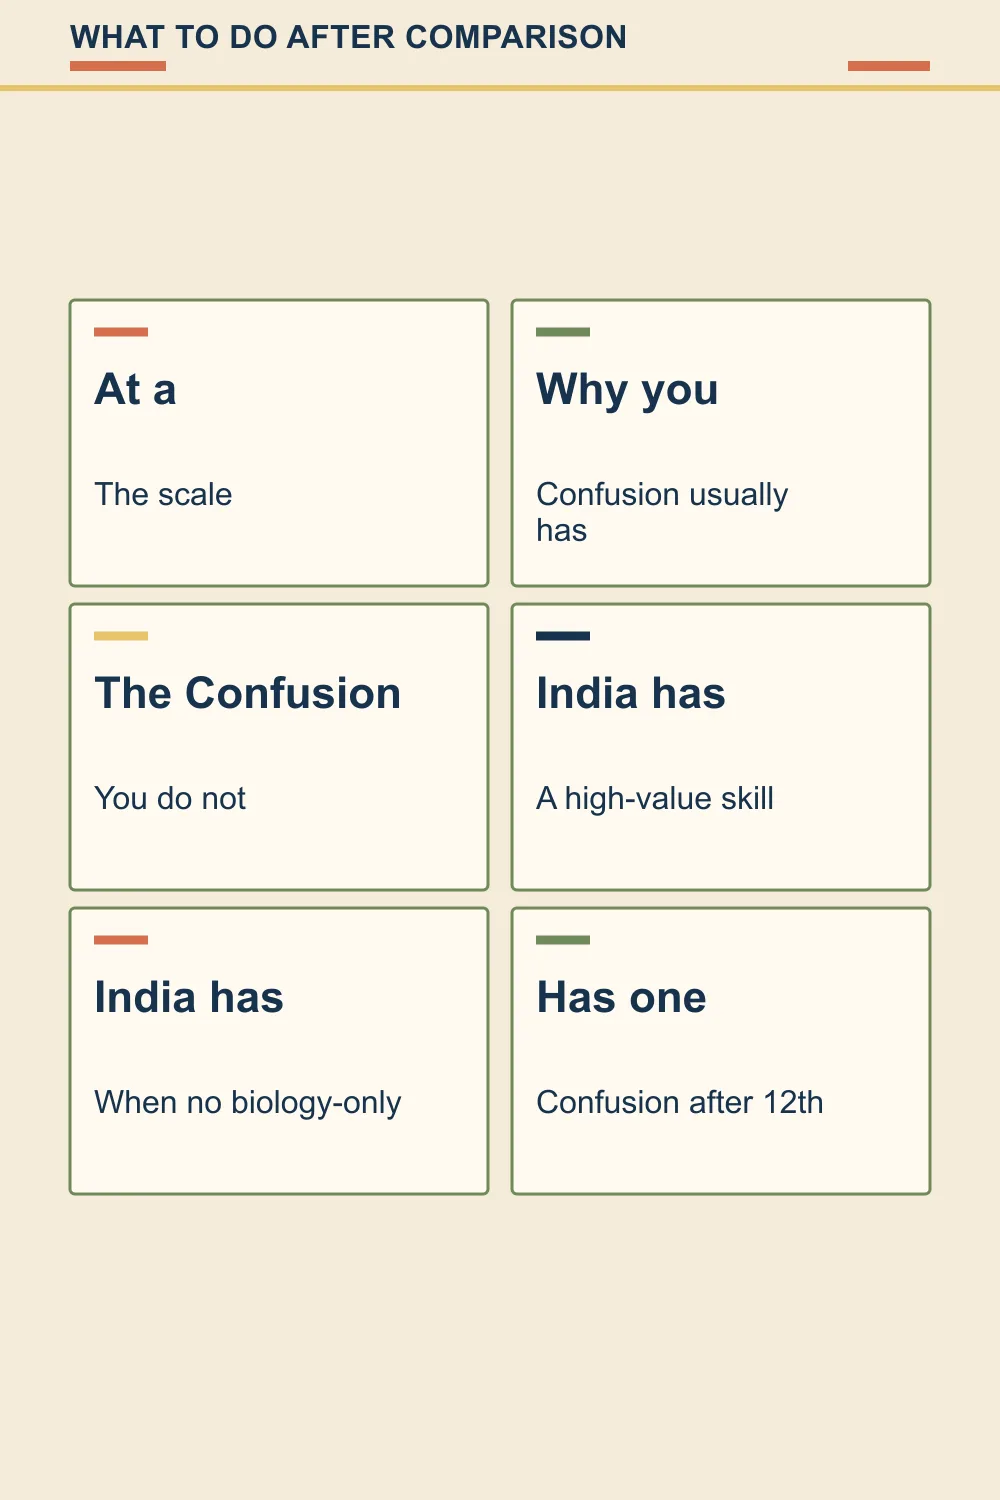 WHAT TO DO AFTER COMPARISON
At a
The scale
Why you
Confusion usually
has
The Confusion
You do not
India has
A high-value skill
India has
When no biology-only
Has one
Confusion after 12th